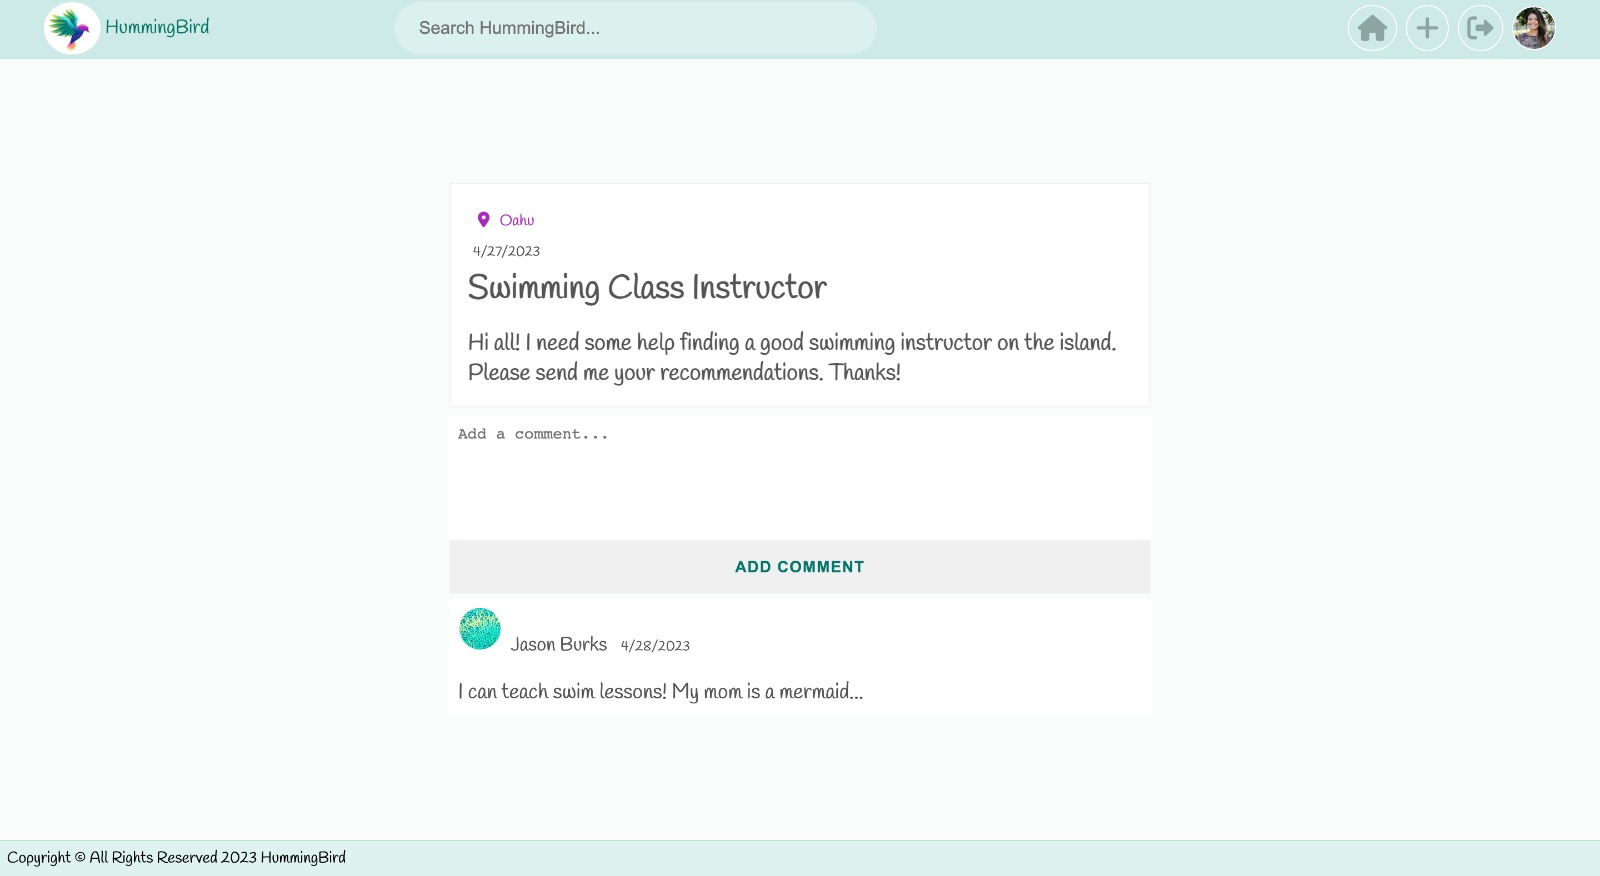 HummingBird
Search HummingBird...
Oahu
4/27/2023
Swimming Class Instructor
Hi all! I need some help finding a good swimming instructor on the island.
Please send me your recommendations. Thanks!
Add a comment...
ADD COMMENT
Jason Burks 4/28/2023
I can teach swim lessons! My mom is a mermaid...
Copyright © All Rights Reserved 2023 HummingBird